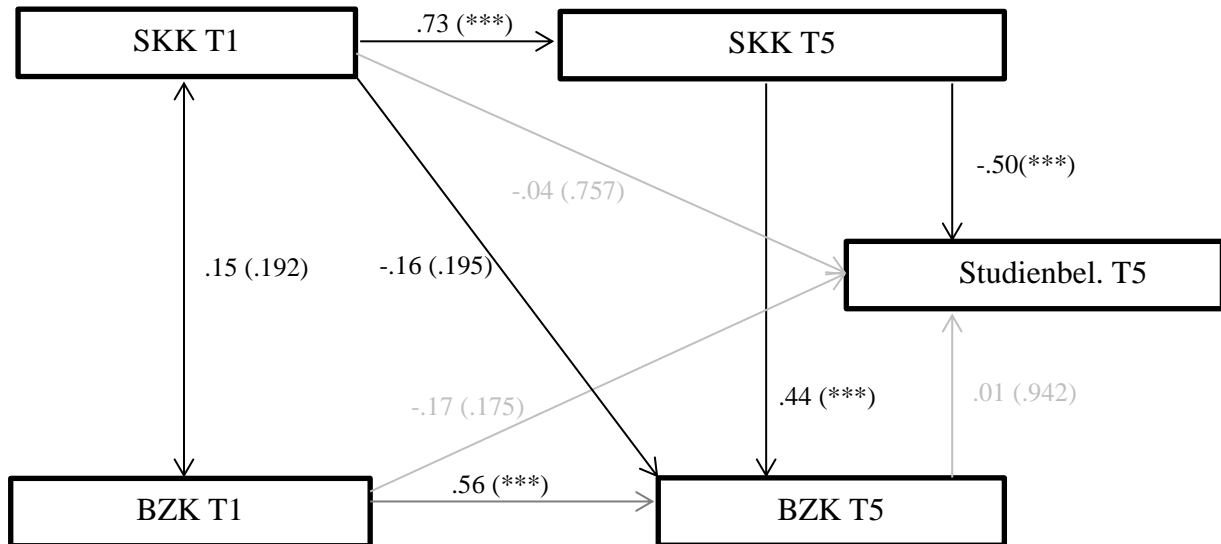 .73 (***)
SKK T1
SKK T5
-.50(***)
-.04 (.757)
.15 (.192)
-.16 (.195)
Studienbel. T5
-.17 (.175)
.44 (***)
.01 (.942)
.56 (***)
BZK T1
BZK T5